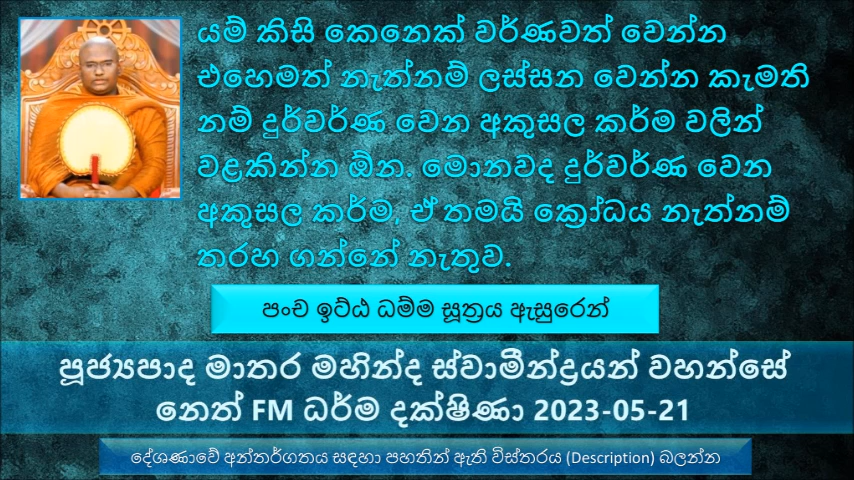 යම් කිසි කෙනෙක් වර්ණවත් වෙන්න
එහෙමත් නැත්නම් ලස්සන වෙන්න කැමති
නම් දුර්වර්ණ වෙන අකුසල කර්ම වලින්
වළකින්න ඕන. මොනවද දුර්වර්ණ වෙන
අකුසල කර්ම, ඒ තමයි ක්‍රෝධය නැත්නම්
තරහ ගන්නේ නැතුව.
පංච ඉට්ඨ ධම්ම සූත්‍රය ඇසුරෙන්
පූජ්‍යපාද මාතර මහින්ද ස්වාමීන්ද්‍රයන් වහන්සේ
නෙත් FM ධර්ම දක්ෂිණා 2023-05-21
දේශණාවේ අන්තර්ගතය සඳහා පහතින් ඇති විස්තරය (Description) බලන්න